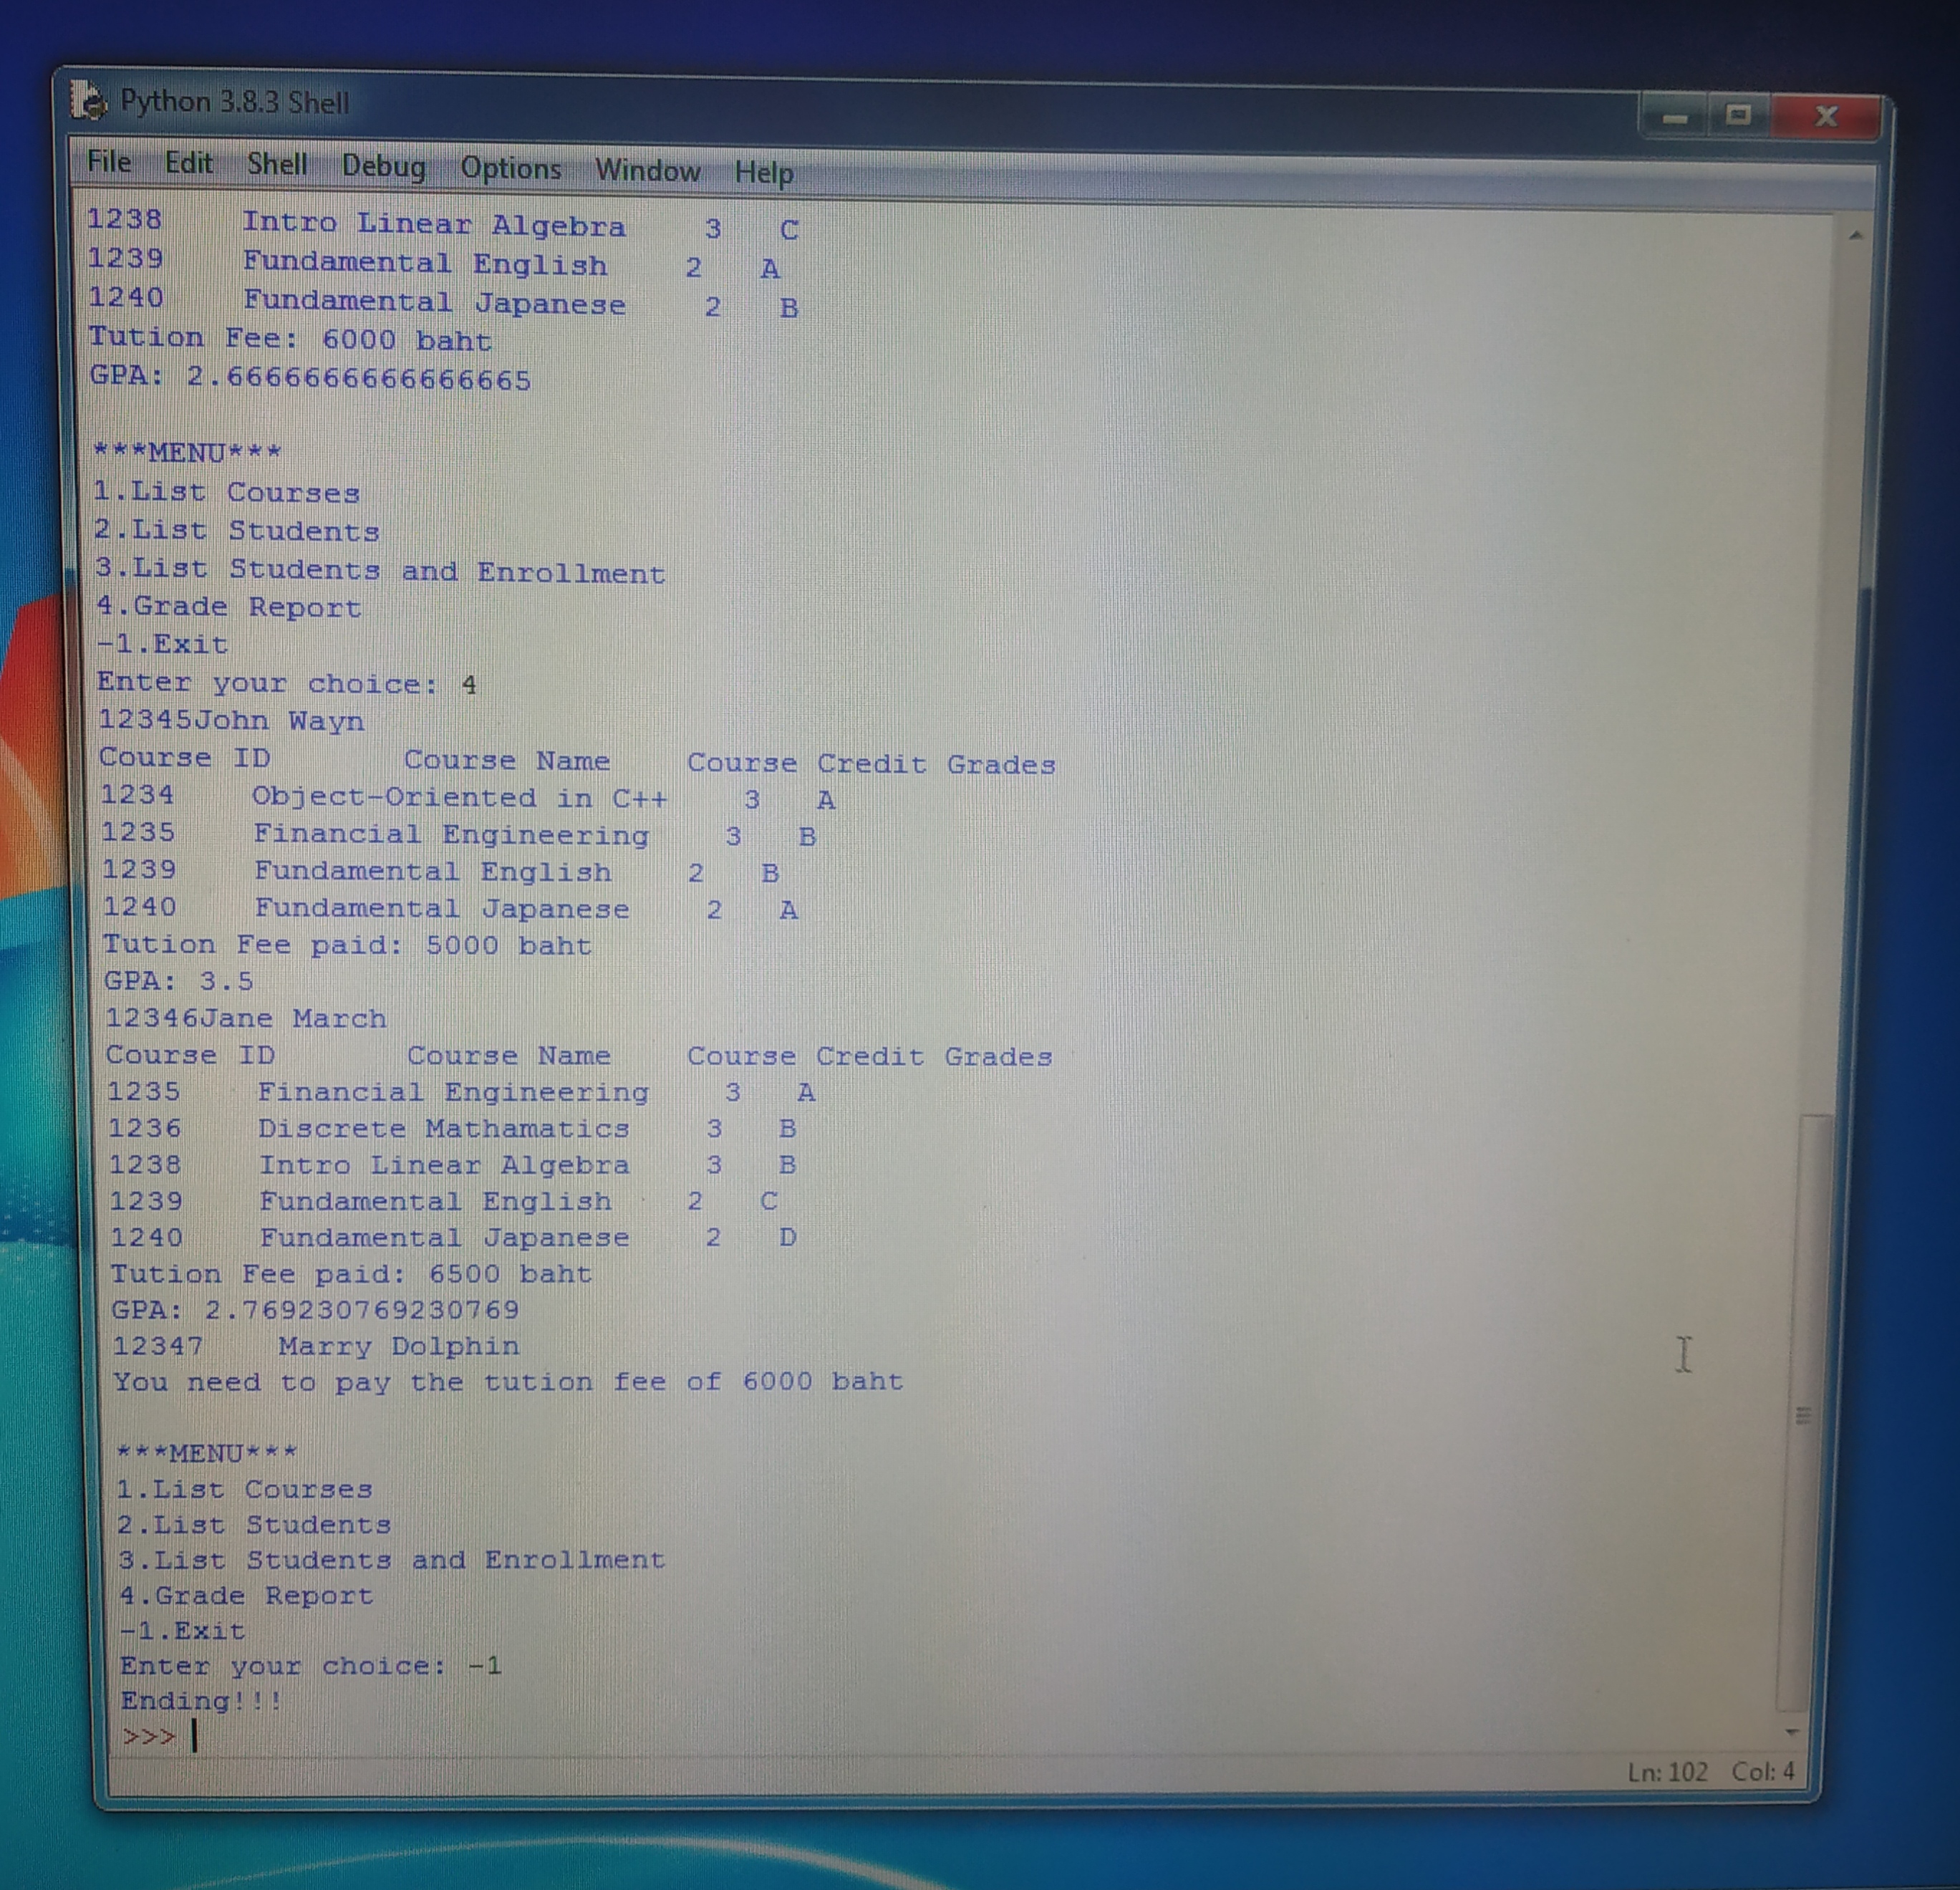 Python 3.8.3 Shell
File Edit Shell Debug Options Window Help
1238 Intro Linear Algebra 3 C
1239 Fundamental English 2 A
1240 Fundamental Japanese 2 B
Tution Fee: 6000 baht
GPA: 2.6666666666666665
***MENU***
1.List Courses
2.List Students
3.List Students and Enrollment
4.Grade Report
-1.Exit
Enter your choice: 4
12345John Wayn
Course ID Course Name Course Credit Grades
1234 Object-Oriented in C++ 3 A
1235 Financial Engineering 3 B
1239 Fundamental English 2 B
1240 Fundamental Japanese 2 A
Tution Fee paid: 5000 baht
GPA: 3.5
12346Jane March
Course ID Course Name Course Credit Grades
1235 Financial Engineering 3 A
1236 Discrete Mathamatics 3 B
1238 Intro Linear Algebra 3 B
1239 Fundamental English 2 C
1240 Fundamental Japanese 2 D
Tution Fee paid: 6500 baht
GPA: 2.769230769230769
12347 Marry Dolphin
You need to pay the tution fee of 6000 baht
***MENU***
1.List Courses
2.List Students
3.List Students and Enrollment
4.Grade Report
-1.Exit
Enter your choice: -1
Ending!!!
>>>
Ln: 102 Col: 4